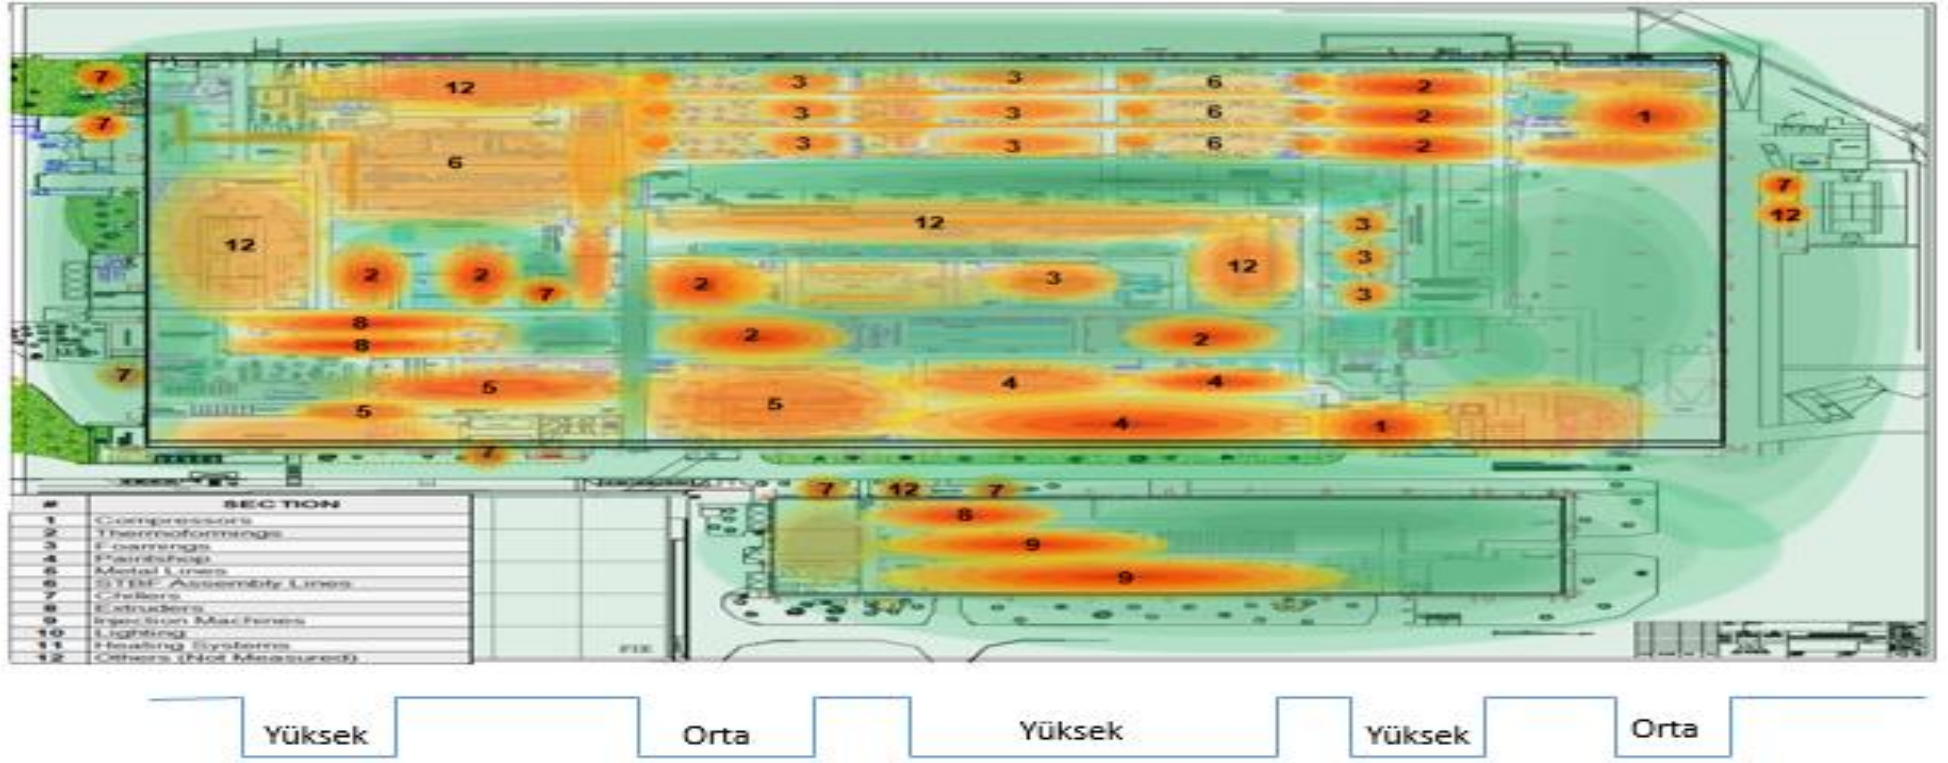 7 12 3 3 6 2 1
7 3 3 6 2
6 3 3 6 2
7
12 12 12 3 12
2 2 7 2 3 12 3 3
8
8 2 2
7 5 5 4 4
5 4 1
7
7 12 7
8
9
9
# SECTION
1 Compressors
2 Thermoformings
3 Foamings
4 Paintshop
5 Metal Lines
6 STBF Assembly Lines
7 Chillers
8 Extruders
9 Injection Machines
10 Lighting
11 Heating Systems
12 Others (Not Measured)
Yüksek Orta Yüksek Yüksek Orta